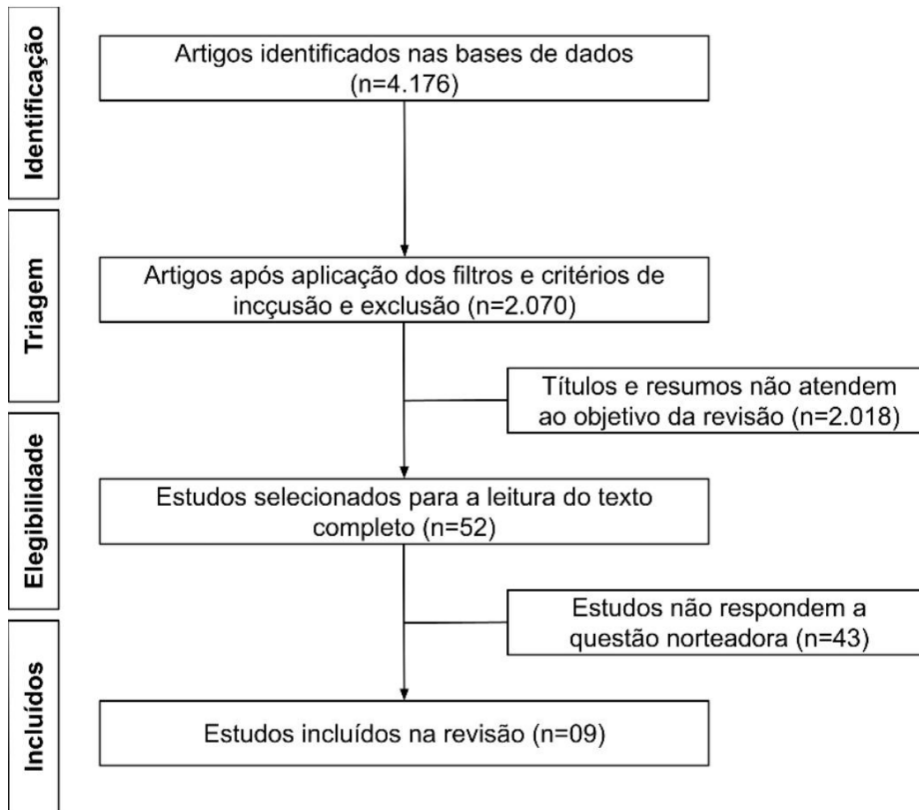 Identificação
Artigos identificados nas bases de dados
(n=4.176)
Triagem
Artigos após aplicação dos filtros e critérios de
incçusão e exclusão (n=2.070)
Títulos e resumos não atendem
ao objetivo da revisão (n=2.018)
Elegibilidade
Estudos selecionados para a leitura do texto
completo (n=52)
Estudos não respondem a
questão norteadora (n=43)
Incluídos
Estudos incluídos na revisão (n=09)